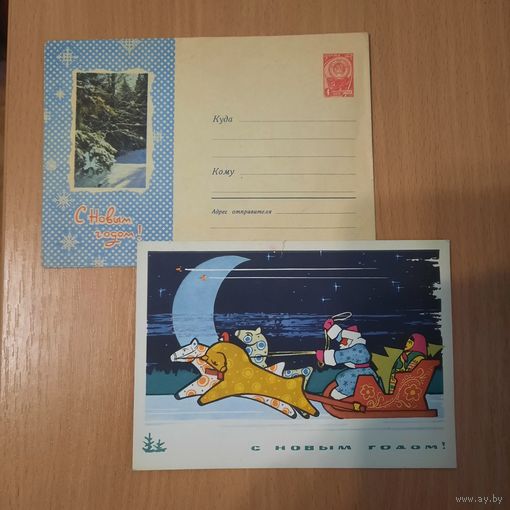 С Новым
годом!
Куда
Кому
Адрес отправителя
С НОВЫМ ГОДОМ!
www.ay.by